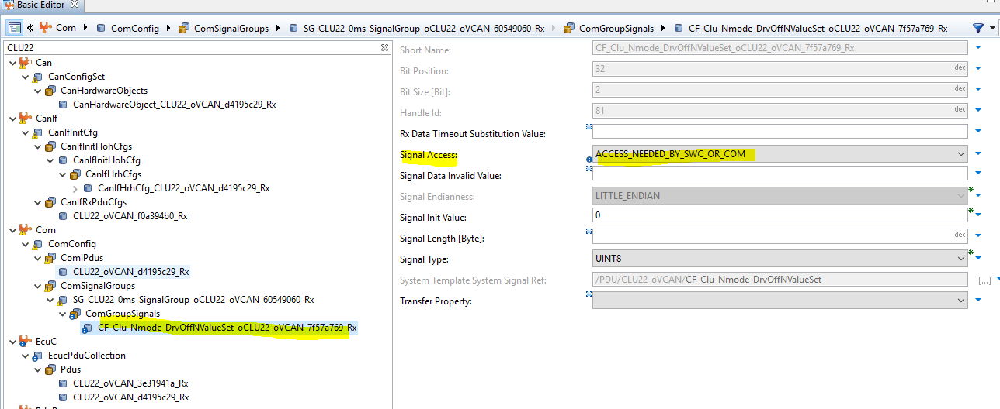 Basic Editor
Com ComConfig ComSignalGroups SG_CLU22_0ms_SignalGroup_oCLU22_oVCAN_60549060_Rx ComGroupSignals CF_Clu_Nmode_DrvOffNValueSet_oCLU22_oVCAN_7f57a769_Rx
CLU22
Can
CanConfigSet
CanHardwareObjects
CanHardwareObject_CLU22_oVCAN_d4195c29_Rx
CanIf
CanIfInitCfg
CanIfInitHohCfgs
CanIfInitHohCfg
CanIfHrhCfgs
CanIfHrhCfg_CLU22_oVCAN_d4195c29_Rx
CanIfRxPduCfgs
CLU22_oVCAN_f0a394b0_Rx
Com
ComConfig
ComIPdus
CLU22_oVCAN_d4195c29_Rx
ComSignalGroups
SG_CLU22_0ms_SignalGroup_oCLU22_oVCAN_60549060_Rx
ComGroupSignals
CF_Clu_Nmode_DrvOffNValueSet_oCLU22_oVCAN_7f57a769_Rx
EcuC
EcucPduCollection
Pdus
CLU22_oVCAN_3e31941a_Rx
CLU22_oVCAN_d4195c29_Rx
Short Name: CF_Clu_Nmode_DrvOffNValueSet_oCLU22_oVCAN_7f57a769_Rx
Bit Position: 32 dec
Bit Size [Bit]: 2 dec
Handle Id: 81 dec
Rx Data Timeout Substitution Value:
Signal Access: ACCESS_NEEDED_BY_SWC_OR_COM
Signal Data Invalid Value:
Signal Endianness: LITTLE_ENDIAN
Signal Init Value: 0
Signal Length [Byte]: dec
Signal Type: UINT8
System Template System Signal Ref: /PDU/CLU22_oVCAN/CF_Clu_Nmode_DrvOffNValueSet [...]
Transfer Property: